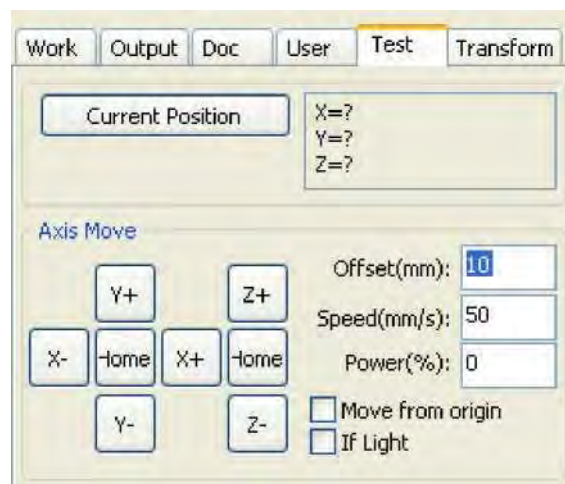 Work Output Doc User Test Transform
Current Position
X=?
Y=?
Z=?
Axis Move
Offset(mm): 10
Speed(mm/s): 50
Power(%): 0
Y+ Z+
X- Home X+ Home
Y- Z-
Move from origin
If Light